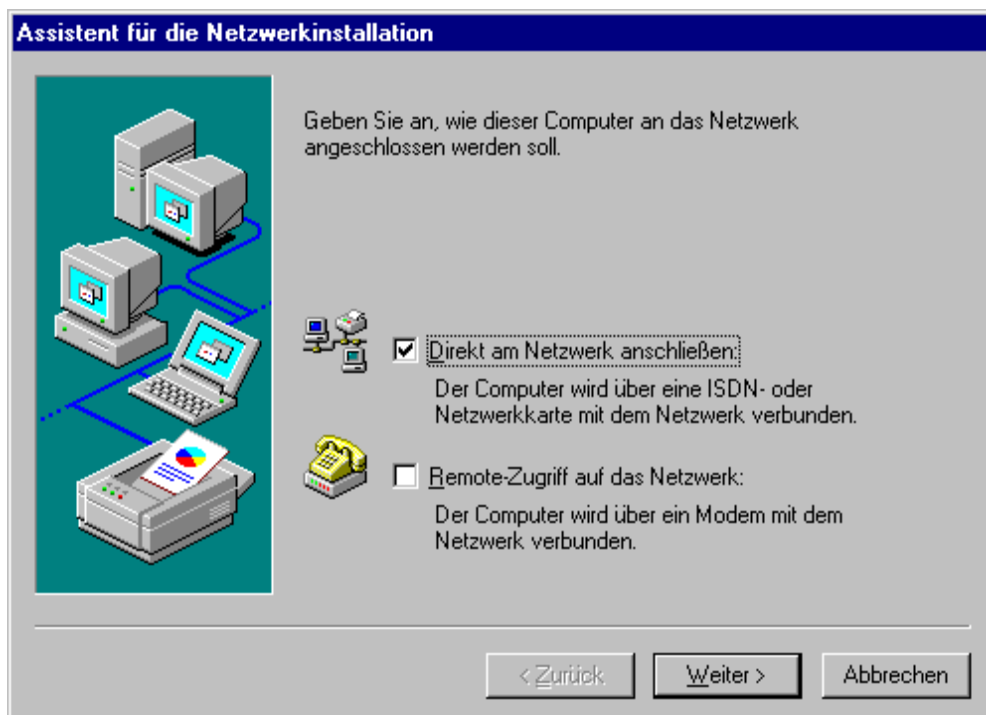 Assistent für die Netzwerkinstallation
Geben Sie an, wie dieser Computer an das Netzwerk
angeschlossen werden soll.
Direkt am Netzwerk anschließen:
Der Computer wird über eine ISDN- oder
Netzwerkkarte mit dem Netzwerk verbunden.
Remote-Zugriff auf das Netzwerk:
Der Computer wird über ein Modem mit dem
Netzwerk verbunden.
< Zurück
Weiter >
Abbrechen